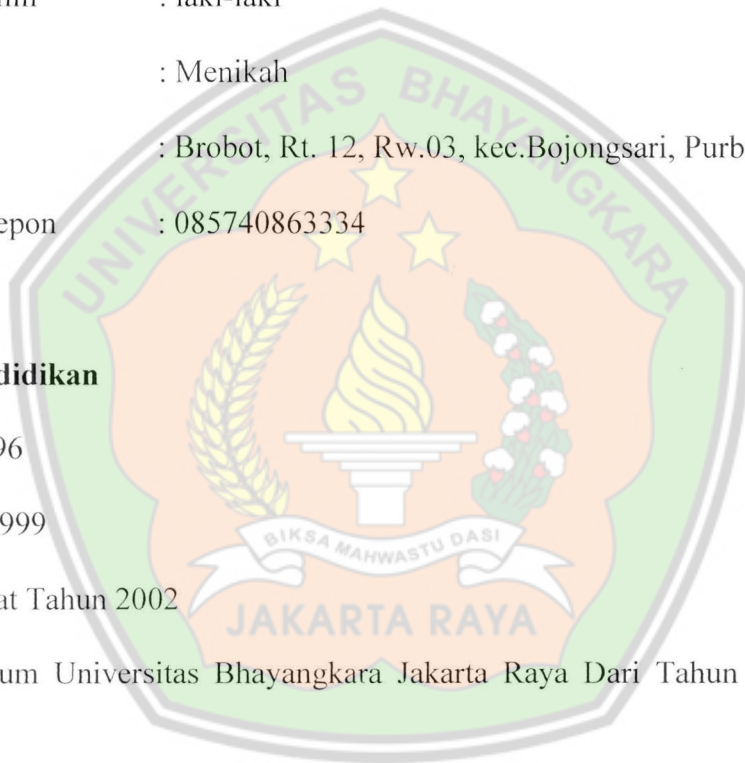 : laki-laki
: Menikah
: Brobot, Rt. 12, Rw.03, kec.Bojongsari, Purb
epon : 085740863334
didikan
96
999
at Tahun 2002
um Universitas Bhayangkara Jakarta Raya Dari Tahun
UNIVERSITAS BHAYANGKARA
BIKSA MAHWASTU DASI
JAKARTA RAYA